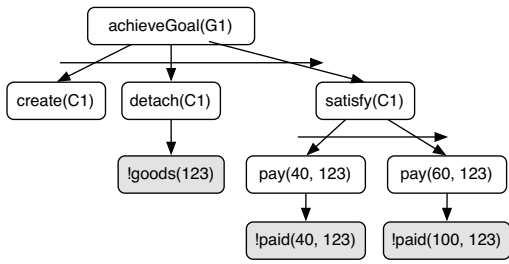 achieveGoal(G1)
create(C1)
detach(C1)
satisfy(C1)
!goods(123)
pay(40, 123)
pay(60, 123)
!paid(40, 123)
!paid(100, 123)